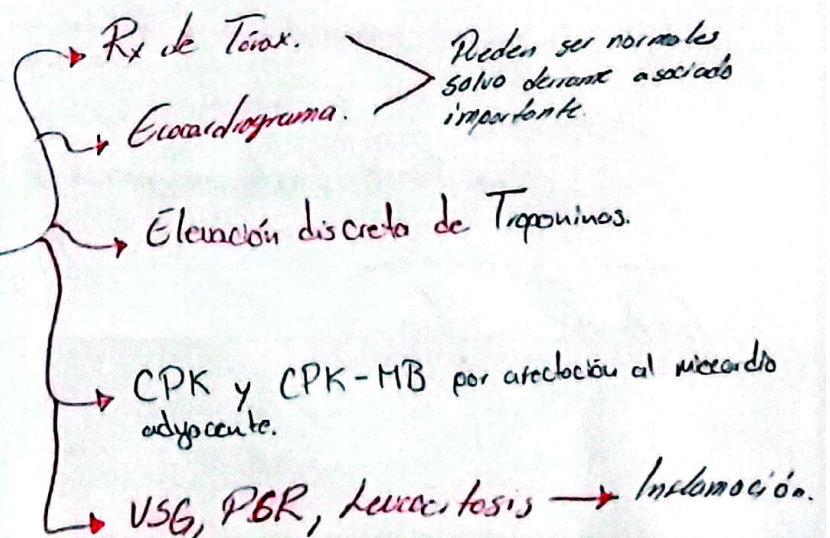 Rx de Tórax.
Ecocardiograma.
Pueden ser normales
salvo derrame asociado
importante.
Elevación discreta de Troponinas.
CPK y CPK-MB por afectación al miocardio
adyacente.
VSG, PCR, Leucocitosis → Inflamación.